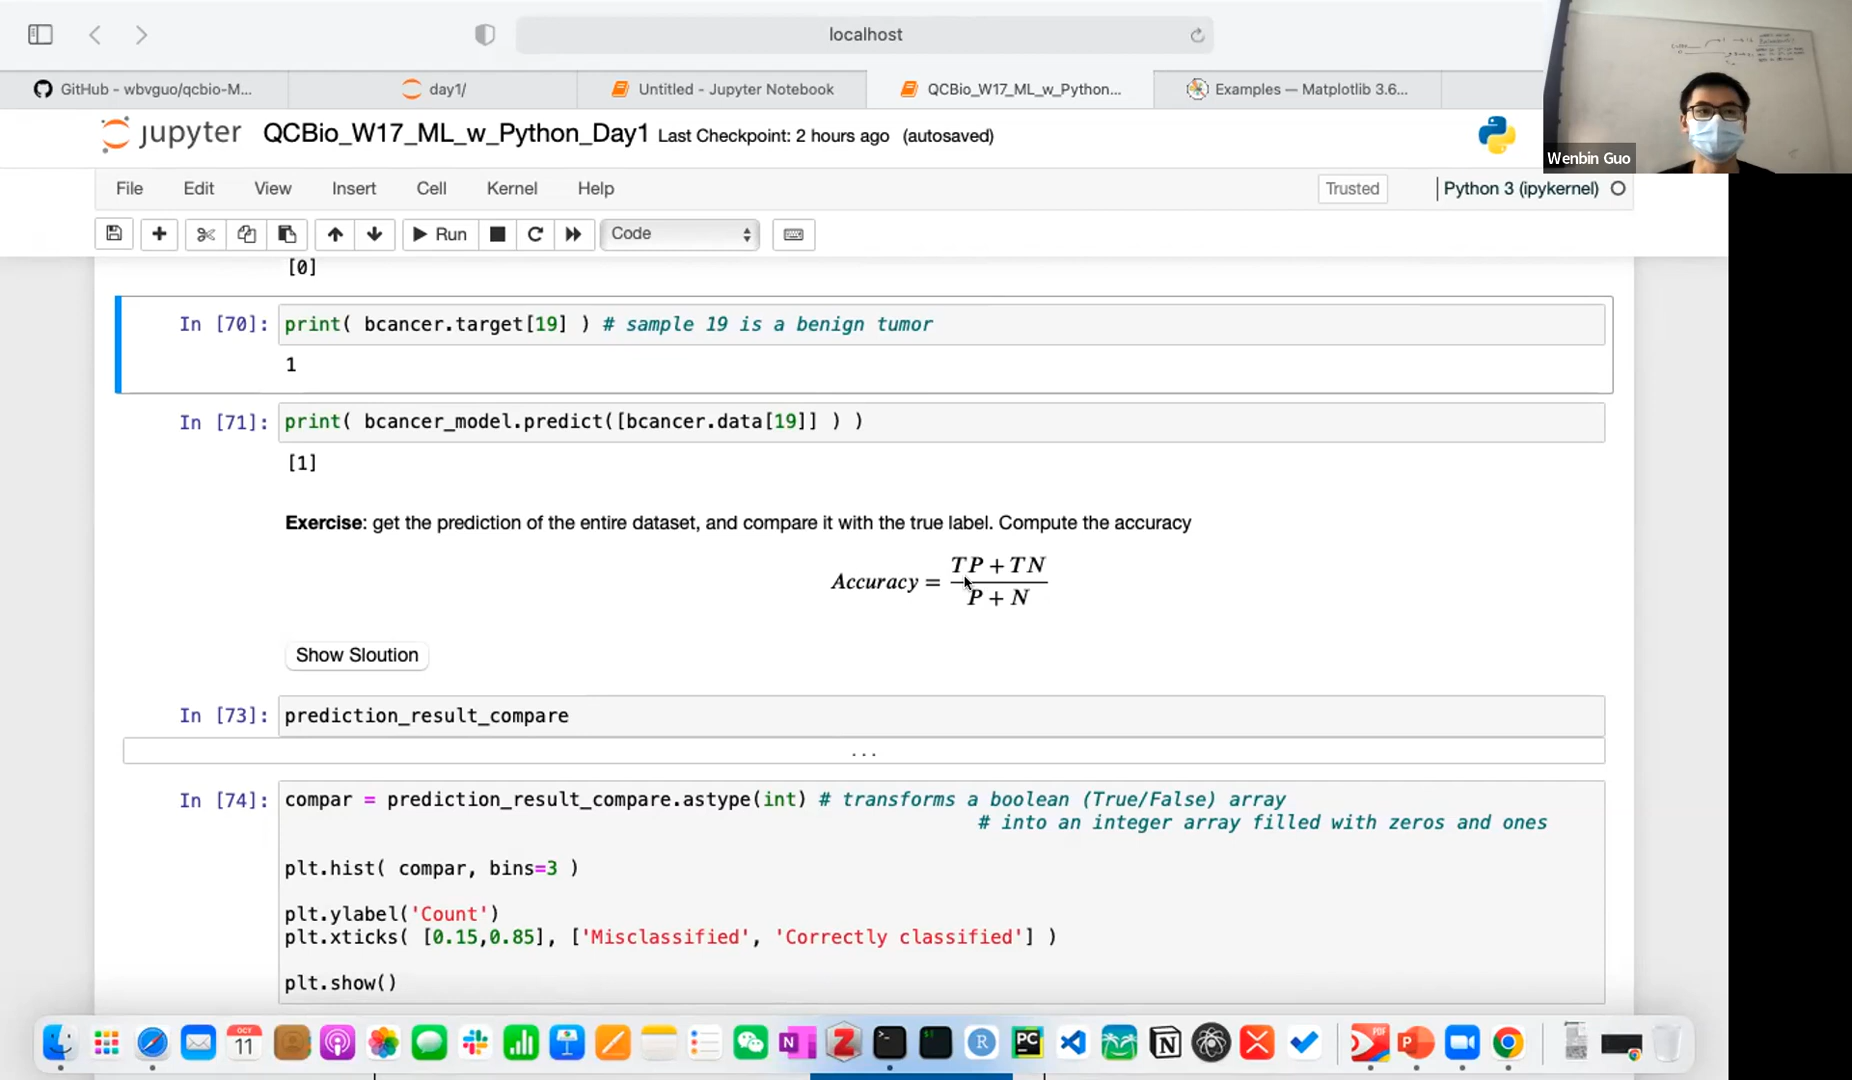 localhost
GitHub - wbvguo/qcbio-M...
day1/
Untitled - Jupyter Notebook
QCBio_W17_ML_w_Python...
Examples — Matplotlib 3.6...
jupyter QCBio_W17_ML_w_Python_Day1 Last Checkpoint: 2 hours ago (autosaved)
Wenbin Guo
File Edit View Insert Cell Kernel Help
Trusted
Python 3 (ipykernel)
Run
Code
[0]
In [70]: print( bcancer.target[19] ) # sample 19 is a benign tumor
1
In [71]: print( bcancer_model.predict([bcancer.data[19]] ) )
[1]
Exercise: get the prediction of the entire dataset, and compare it with the true label. Compute the accuracy
TP + TN
Accuracy =
P + N
Show Sloution
In [73]: prediction_result_compare
...
In [74]: compar = prediction_result_compare.astype(int) # transforms a boolean (True/False) array
# into an integer array filled with zeros and ones
plt.hist( compar, bins=3 )
plt.ylabel('Count')
plt.xticks( [0.15,0.85], ['Misclassified', 'Correctly classified'] )
plt.show()
OCT
11
N
Z
>_
$
R
PC
N
PDF
P